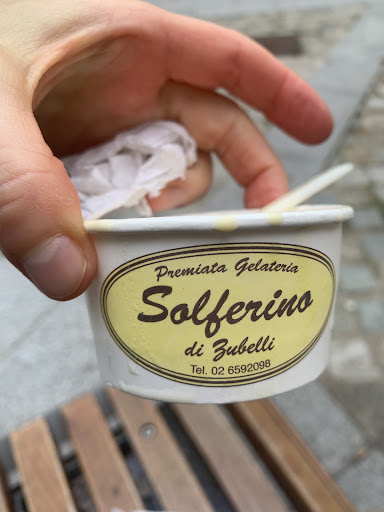 Premiata Gelateria
Solferino
di Zubelli
Tel. 02 6592098